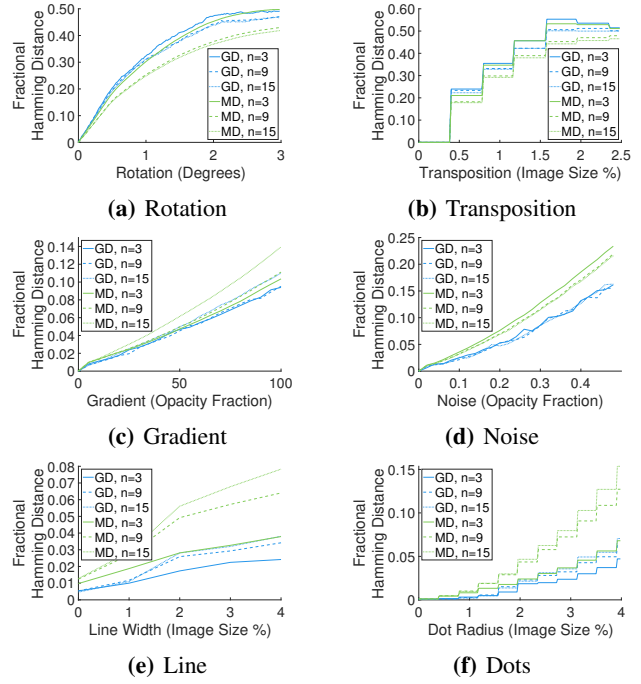 0.50
0.40
0.30
0.20
0.10
0.00
Fractional
Hamming Distance
GD, n=3
GD, n=9
GD, n=15
MD, n=3
MD, n=9
MD, n=15
0 1 2 3
Rotation (Degrees)
(a) Rotation
0.60
0.50
0.40
0.30
0.20
0.10
0.00
Fractional
Hamming Distance
GD, n=3
GD, n=9
GD, n=15
MD, n=3
MD, n=9
MD, n=15
0 0.5 1 1.5 2 2.5
Transposition (Image Size %)
(b) Transposition
0.14
0.12
0.10
0.08
0.06
0.04
0.02
0.00
Fractional
Hamming Distance
GD, n=3
GD, n=9
GD, n=15
MD, n=3
MD, n=9
MD, n=15
0 50 100
Gradient (Opacity Fraction)
(c) Gradient
0.25
0.20
0.15
0.10
0.05
0.00
Fractional
Hamming Distance
GD, n=3
GD, n=9
GD, n=15
MD, n=3
MD, n=9
MD, n=15
0 0.1 0.2 0.3 0.4 0.5
Noise (Opacity Fraction)
(d) Noise
0.08
0.07
0.06
0.05
0.04
0.03
0.02
0.01
0.00
Fractional
Hamming Distance
GD, n=3
GD, n=9
GD, n=15
MD, n=3
MD, n=9
MD, n=15
0 1 2 3 4
Line Width (Image Size %)
(e) Line
0.15
0.10
0.05
0.00
Fractional
Hamming Distance
GD, n=3
GD, n=9
GD, n=15
MD, n=3
MD, n=9
MD, n=15
0 1 2 3 4
Dot Radius (Image Size %)
(f) Dots